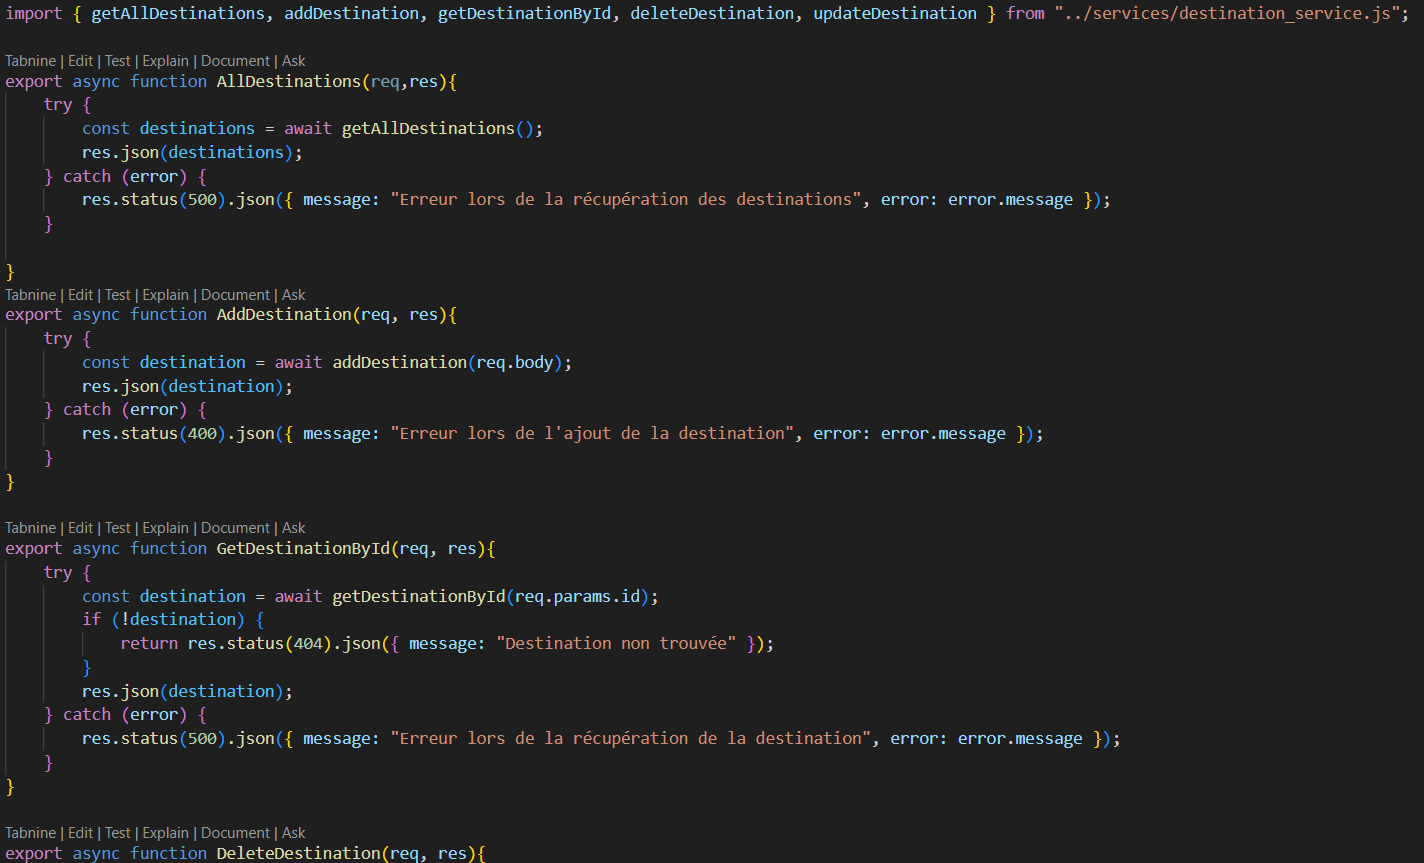 import { getAllDestinations, addDestination, getDestinationById, deleteDestination, updateDestination } from "../services/destination_service.js";
Tabnine | Edit | Test | Explain | Document | Ask
export async function AllDestinations(req,res){
    try {
        const destinations = await getAllDestinations();
        res.json(destinations);
    } catch (error) {
        res.status(500).json({ message: "Erreur lors de la récupération des destinations", error: error.message });
    }
}
Tabnine | Edit | Test | Explain | Document | Ask
export async function AddDestination(req, res){
    try {
        const destination = await addDestination(req.body);
        res.json(destination);
    } catch (error) {
        res.status(400).json({ message: "Erreur lors de l'ajout de la destination", error: error.message });
    }
}
Tabnine | Edit | Test | Explain | Document | Ask
export async function GetDestinationById(req, res){
    try {
        const destination = await getDestinationById(req.params.id);
        if (!destination) {
            return res.status(404).json({ message: "Destination non trouvée" });
        }
        res.json(destination);
    } catch (error) {
        res.status(500).json({ message: "Erreur lors de la récupération de la destination", error: error.message });
    }
}
Tabnine | Edit | Test | Explain | Document | Ask
export async function DeleteDestination(req, res){